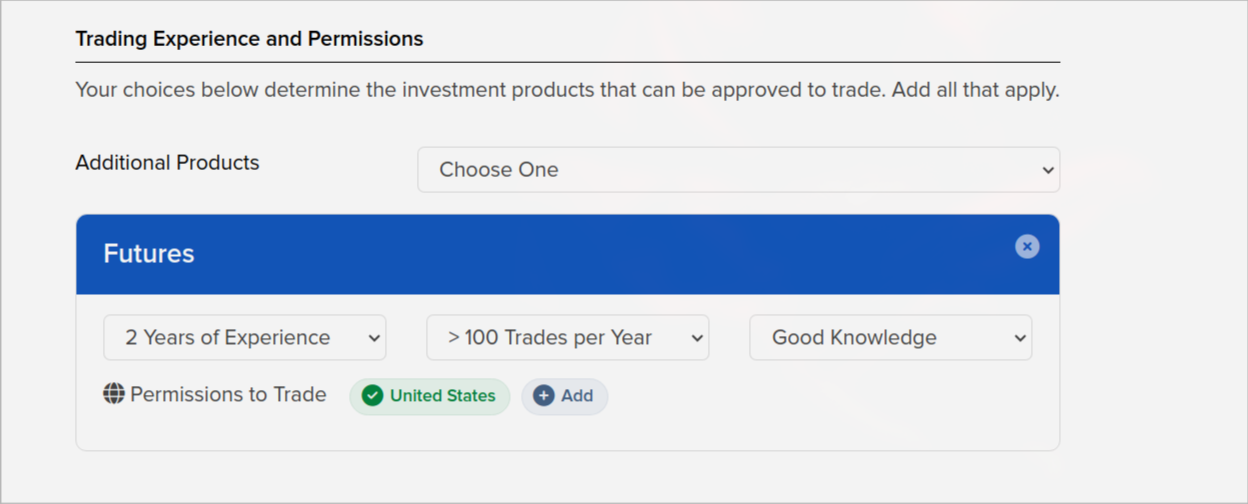 Trading Experience and Permissions
Your choices below determine the investment products that can be approved to trade. Add all that apply.
Additional Products
Choose One
Futures
2 Years of Experience
> 100 Trades per Year
Good Knowledge
Permissions to Trade
United States
Add